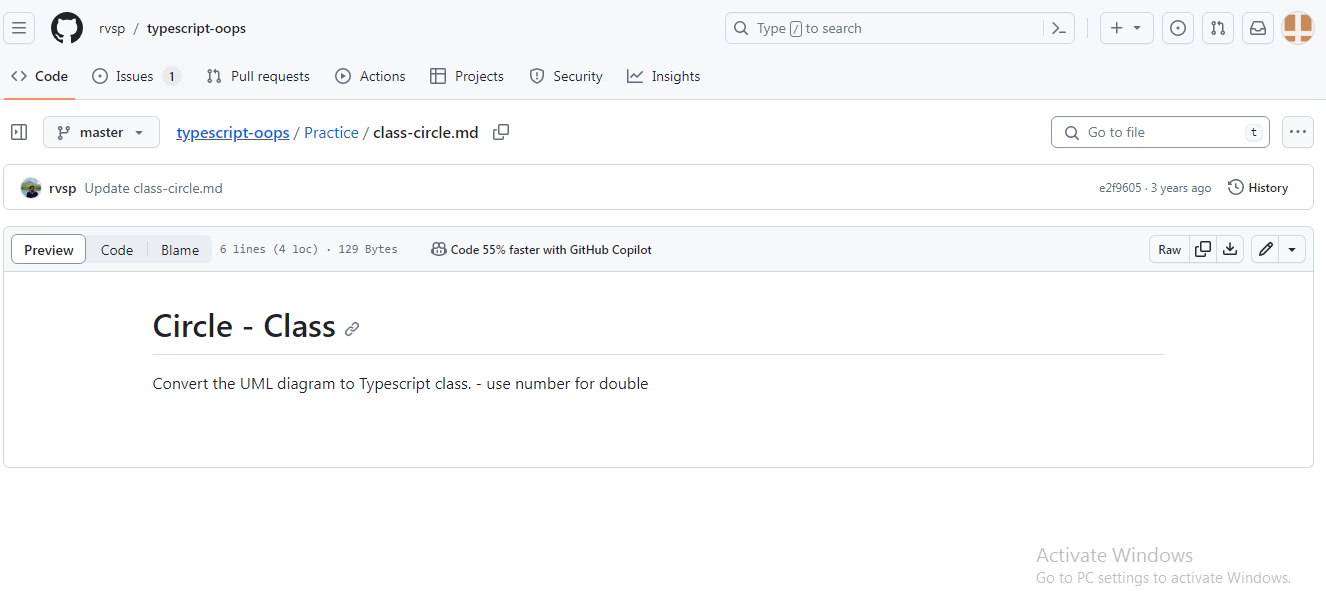 rvsp / typescript-oops
Type / to search
Code
Issues 1
Pull requests
Actions
Projects
Security
Insights
master
typescript-oops / Practice / class-circle.md
Go to file t
rvsp Update class-circle.md
e2f9605 · 3 years ago
History
Preview
Code
Blame
6 lines (4 loc) · 129 Bytes
Code 55% faster with GitHub Copilot
Raw
Circle - Class
Convert the UML diagram to Typescript class. - use number for double
Activate Windows
Go to PC settings to activate Windows.